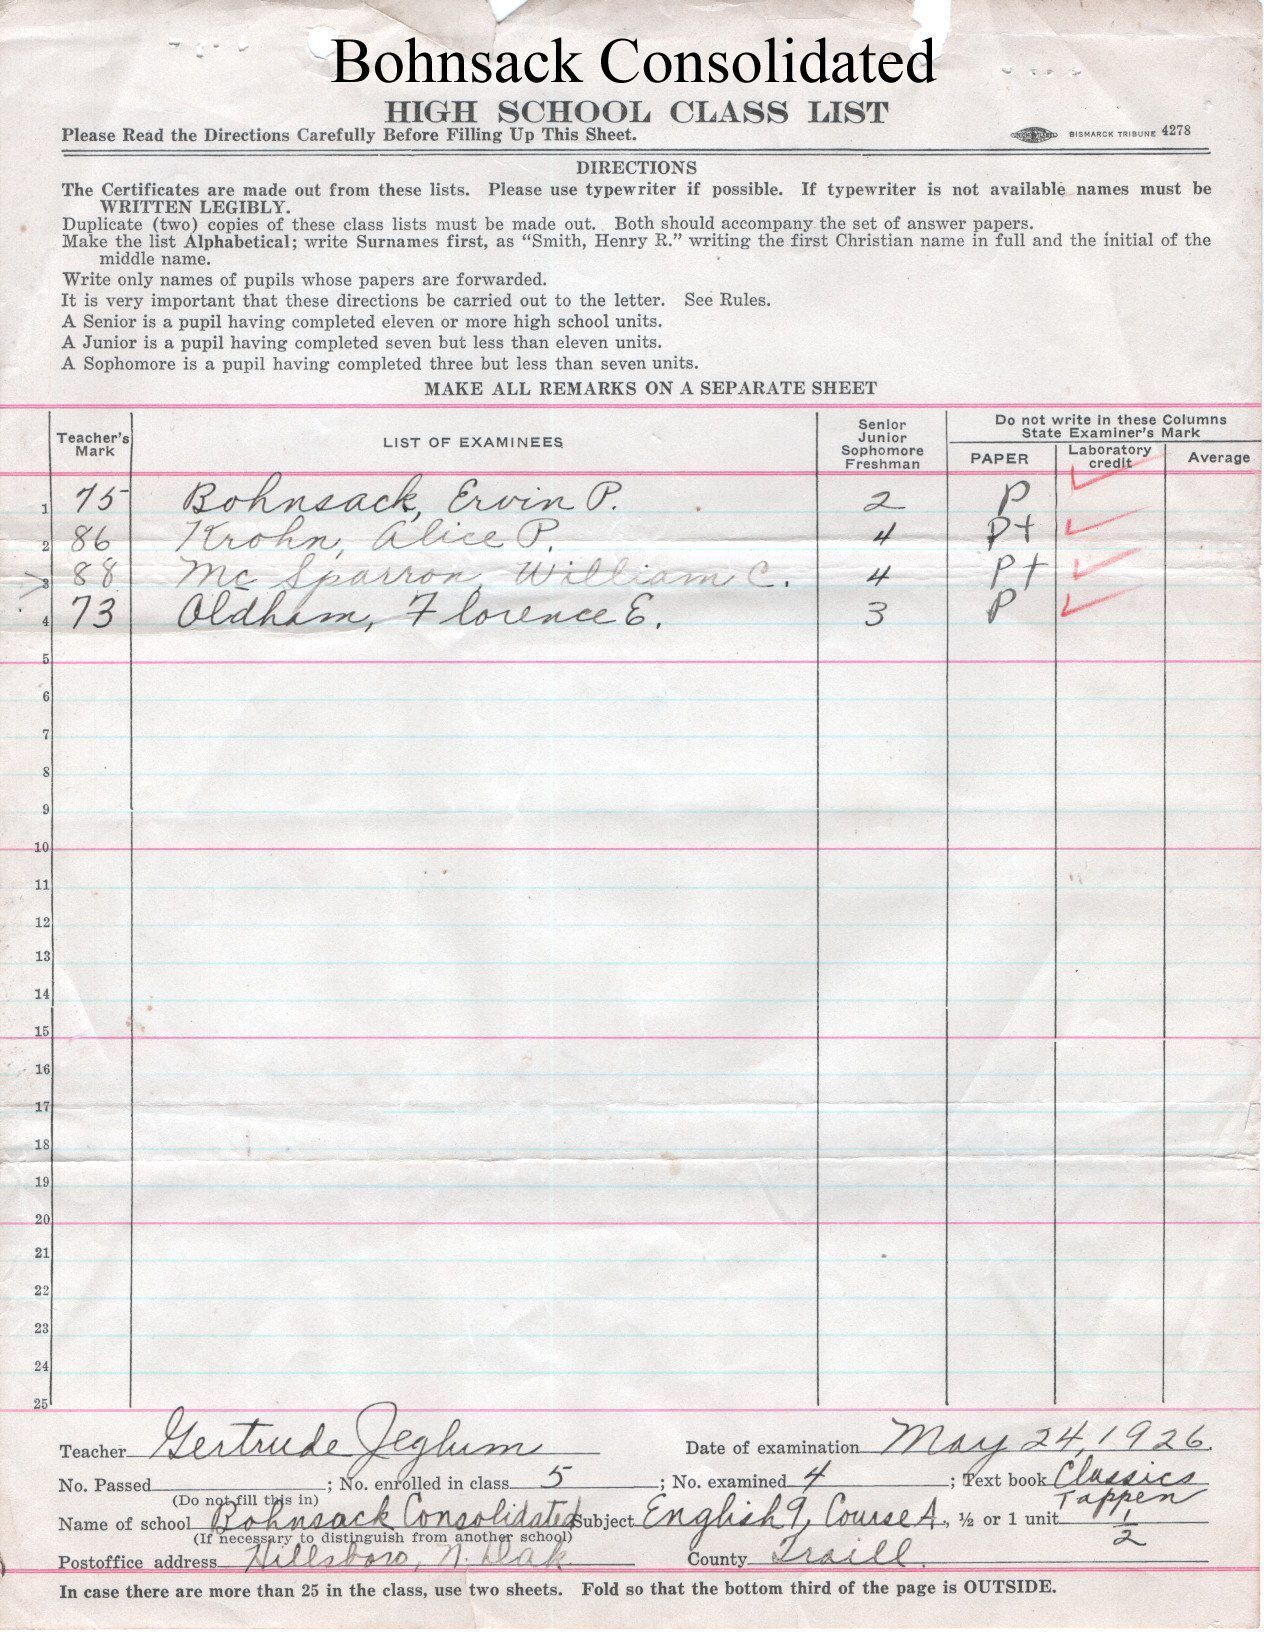 Bohnsack Consolidated
HIGH SCHOOL CLASS LIST
Please Read the Directions Carefully Before Filling Up This Sheet. BISMARCK TRIBUNE 4278
DIRECTIONS
The Certificates are made out from these lists. Please use typewriter if possible. If typewriter is not available names must be
WRITTEN LEGIBLY.
Duplicate (two) copies of these class lists must be made out. Both should accompany the set of answer papers.
Make the list Alphabetical; write Surnames first, as “Smith, Henry R.” writing the first Christian name in full and the initial of the
middle name.
Write only names of pupils whose papers are forwarded.
It is very important that these directions be carried out to the letter. See Rules.
A Senior is a pupil having completed eleven or more high school units.
A Junior is a pupil having completed seven but less than eleven units.
A Sophomore is a pupil having completed three but less than seven units.
MAKE ALL REMARKS ON A SEPARATE SHEET
Teacher's Mark LIST OF EXAMINEES Senior Junior Sophomore Freshman Do not write in these Columns State Examiner's Mark
PAPER Laboratory credit Average
1 75 Bohnsack, Ervin P. 2 P
2 86 Krohn, Alice P. 4 P+
3 88 Mc Sparron, William C. 4 P+
4 73 Oldham, Florence E. 3 P
5
6
7
8
9
10
11
12
13
14
15
16
17
18
19
20
21
22
23
24
25
Teacher Gertrude Jeglum Date of examination May 24, 1926.
No. Passed ; No. enrolled in class 5 ; No. examined 4 ; Text book Classics
(Do not fill this in) Tappen
Name of school Bohnsack Consolidated Subject English 9, Course A, ½ or 1 unit 1/2
(If necessary to distinguish from another school)
Postoffice address Hillsboro, N. Dak County Traill.
In case there are more than 25 in the class, use two sheets. Fold so that the bottom third of the page is OUTSIDE.